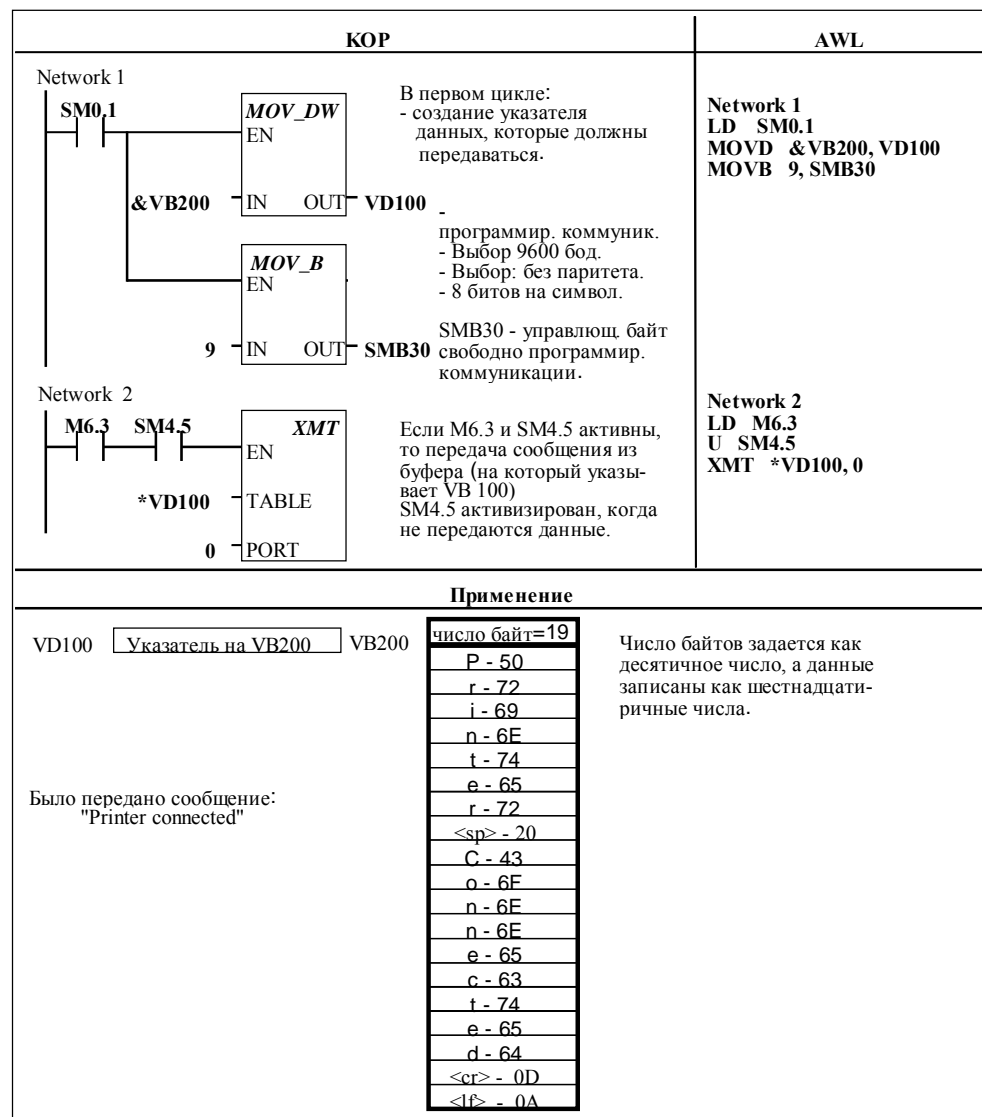 KOP
AWL
Network 1
SM0.1
MOV_DW
EN
&VB200
IN OUT
VD100
В первом цикле:
- создание указателя
данных, которые должны
передаваться.
-
программир. коммуник.
- Выбор 9600 бод.
- Выбор: без паритета.
- 8 битов на символ.
MOV_B
EN
9
IN OUT
SMB30
SMB30 - управлющ. байт
свободно программир.
коммуникации.
Network 1
LD SM0.1
MOVD &VB200, VD100
MOVB 9, SMB30
Network 2
M6.3 SM4.5
XMT
EN
*VD100
TABLE
0
PORT
Если M6.3 и SM4.5 активны,
то передача сообщения из
буфера (на который указы-
вает VB 100)
SM4.5 активизирован, когда
не передаются данные.
Network 2
LD M6.3
U SM4.5
XMT *VD100, 0
Применение
VD100
Указатель на VB200
VB200
число байт=19
P - 50
r - 72
i - 69
n - 6E
t - 74
e - 65
r - 72
<sp> - 20
C - 43
o - 6F
n - 6E
n - 6E
e - 65
c - 63
t - 74
e - 65
d - 64
<cr> - 0D
<lf> - 0A
Число байтов задается как
десятичное число, а данные
записаны как шестнадцати-
ричные числа.
Было передано сообщение:
"Printer connected"